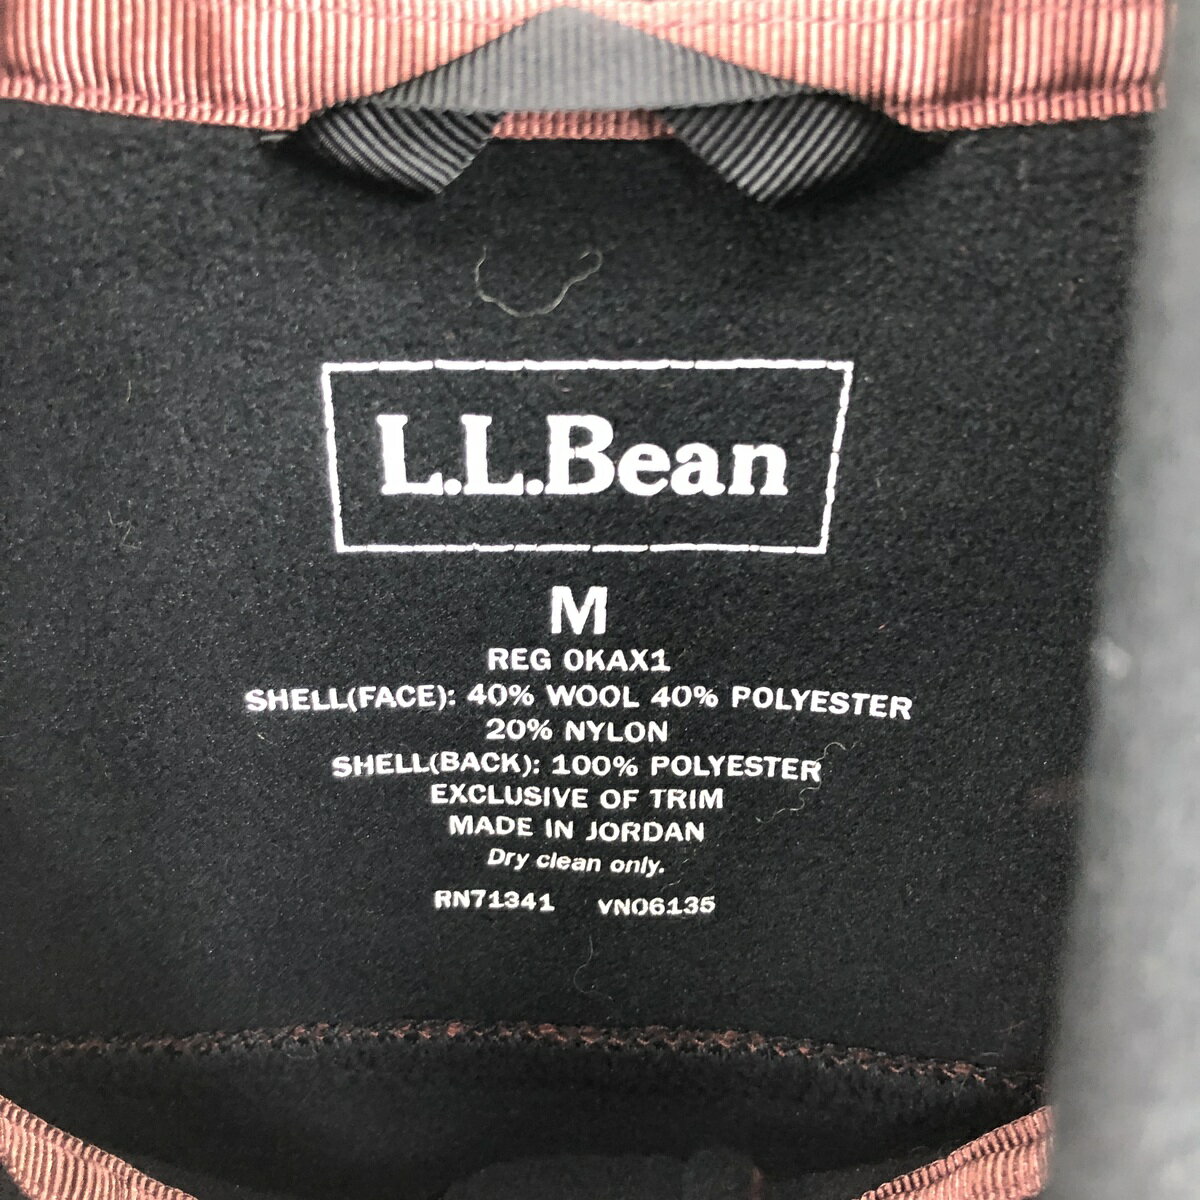 L.L.Bean
M
REG 0KAX1
SHELL(FACE): 40% WOOL 40% POLYESTER
20% NYLON
SHELL(BACK): 100% POLYESTER
EXCLUSIVE OF TRIM
MADE IN JORDAN
Dry clean only.
RN71341 VN06135